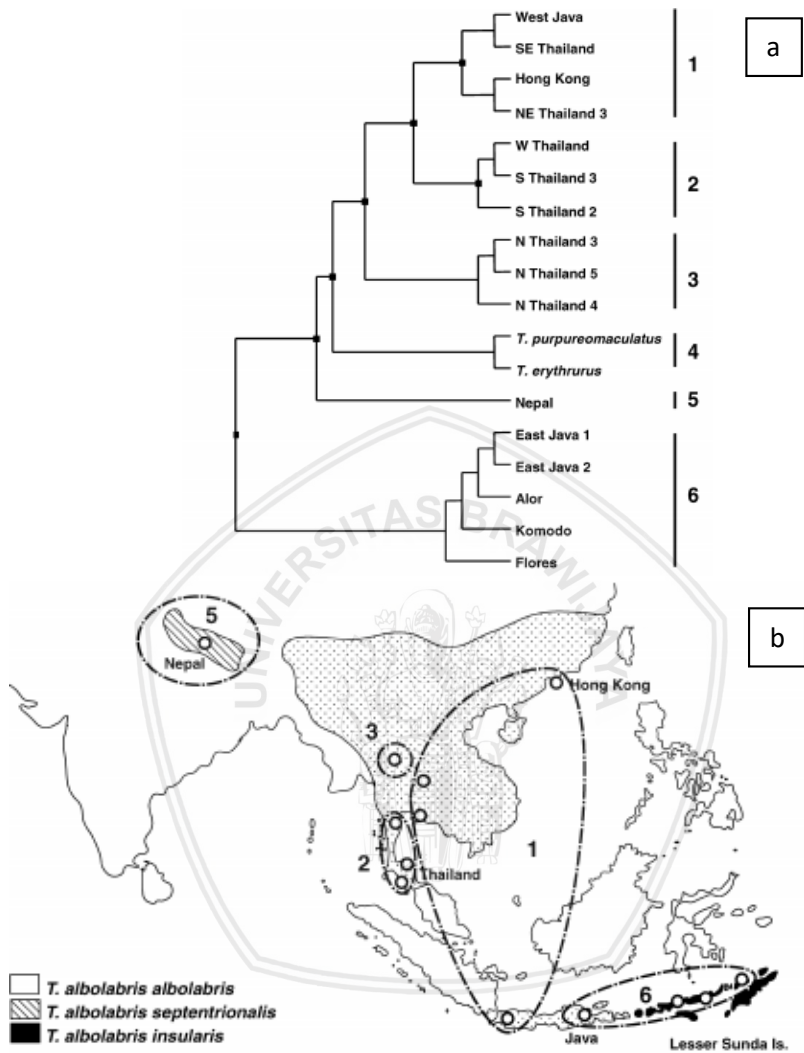 a
West Java
SE Thailand
1
Hong Kong
NE Thailand 3
W Thailand
S Thailand 3
2
S Thailand 2
N Thailand 3
N Thailand 5
3
N Thailand 4
T. purpureomaculatus
4
T. erythrurus
Nepal
5
East Java 1
East Java 2
Alor
6
Komodo
Flores
UNIVERSITAS BRAWIJAYA
b
5
Nepal
Hong Kong
3
1
2
Thailand
6
T. albolabris albolabris
T. albolabris septentrionalis
T. albolabris insularis
Java
Lesser Sunda Is.